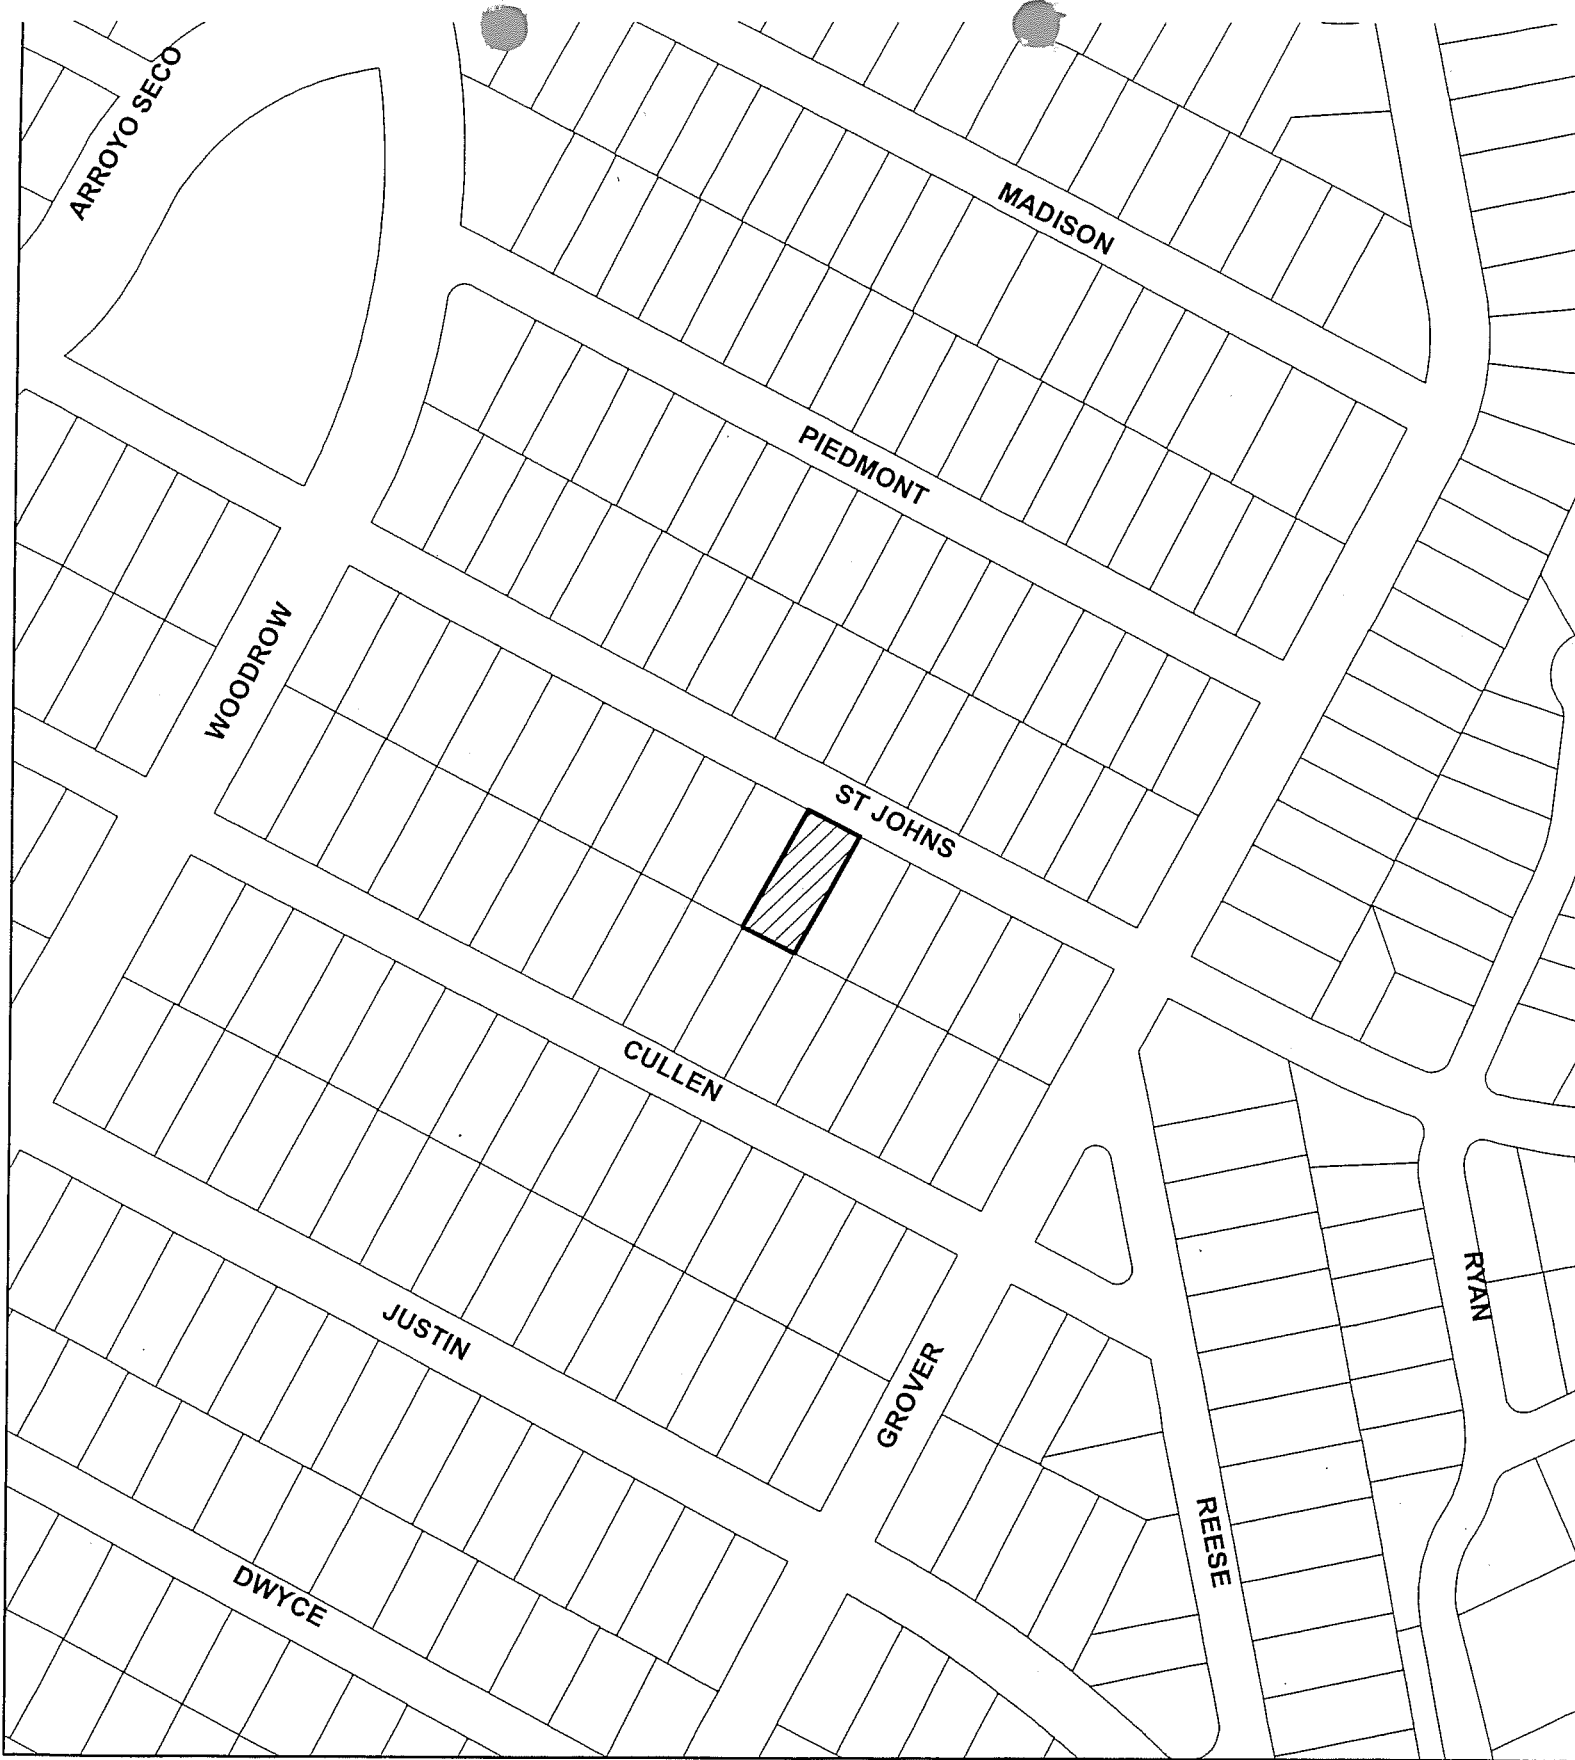 ARROYO SECO
MADISON
PIEDMONT
WOODROW
ST JOHNS
CULLEN
RYAN
JUSTIN
GROVER
REESE
DWYCE